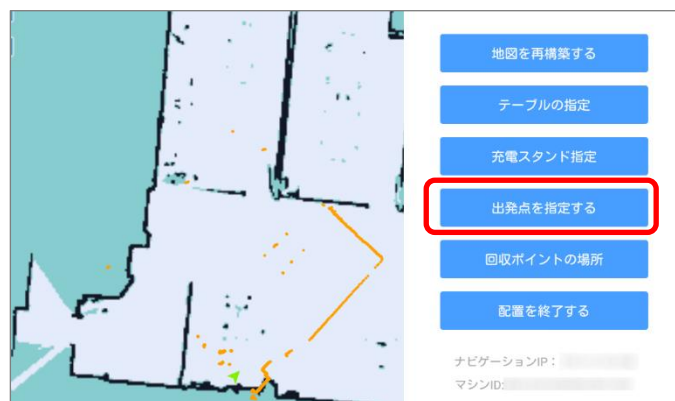 地図を再構築する
テーブルの指定
充電スタンド指定
出発点を指定する
回収ポイントの場所
配置を終了する
ナビゲーションIP：
マシンID: